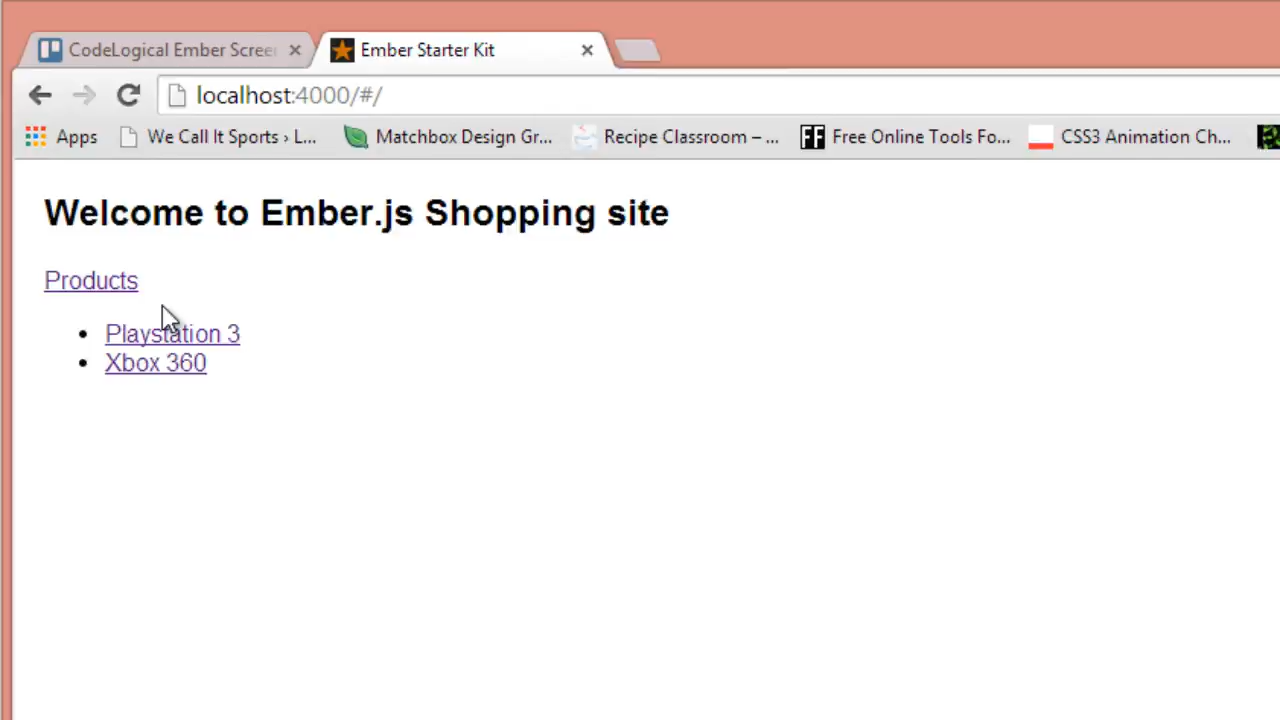 CodeLogical Ember Scree
Ember Starter Kit
localhost:4000/#/
Apps
We Call It Sports › L...
Matchbox Design Gr...
Recipe Classroom – ...
FF
Free Online Tools Fo...
CSS3 Animation Ch...
Welcome to Ember.js Shopping site
Products
• Playstation 3
• Xbox 360